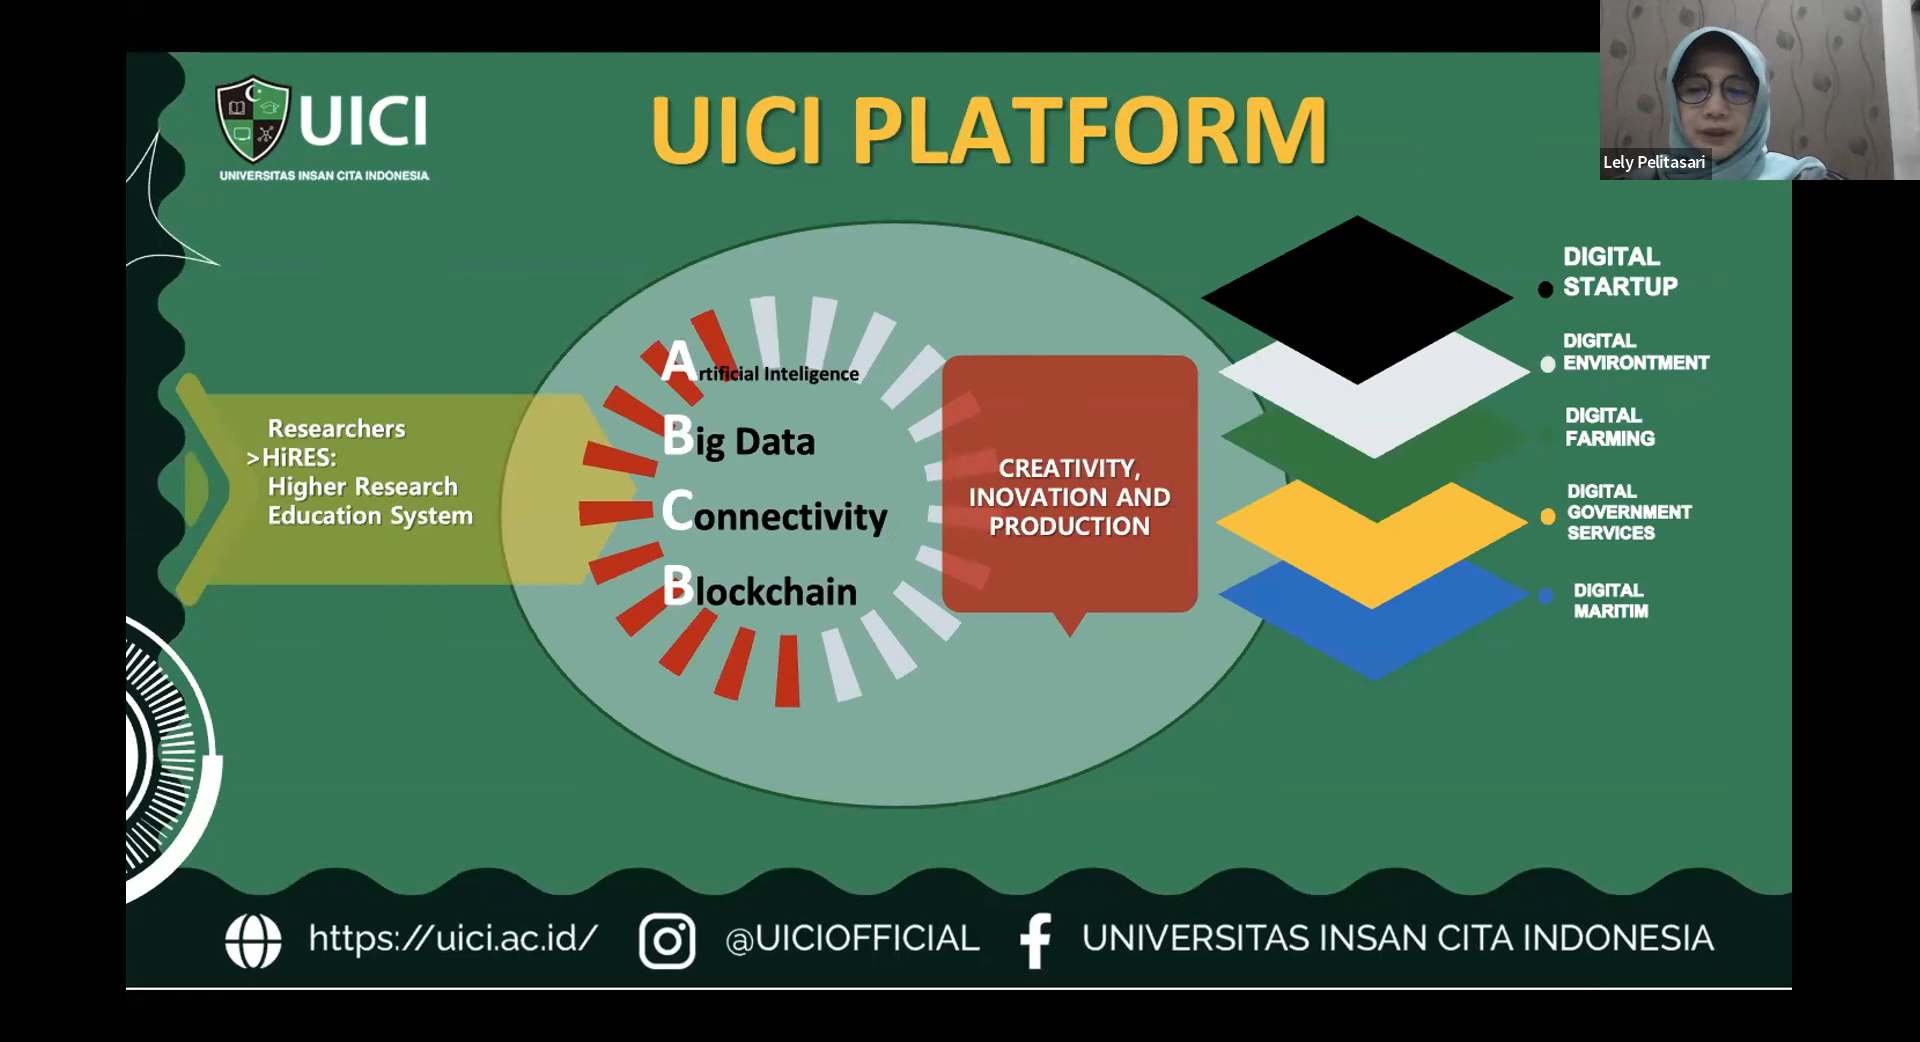 UICI
UNIVERSITAS INSAN CITA INDONESIA
UICI PLATFORM
Lely Pelitasari
Researchers
>HiRES:
Higher Research
Education System
Artificial Inteligence
Big Data
Connectivity
Blockchain
CREATIVITY,
INOVATION AND
PRODUCTION
DIGITAL
STARTUP
DIGITAL
ENVIRONTMENT
DIGITAL
FARMING
DIGITAL
GOVERNMENT
SERVICES
DIGITAL
MARITIM
https://uici.ac.id/
@UICIOFFICIAL
UNIVERSITAS INSAN CITA INDONESIA